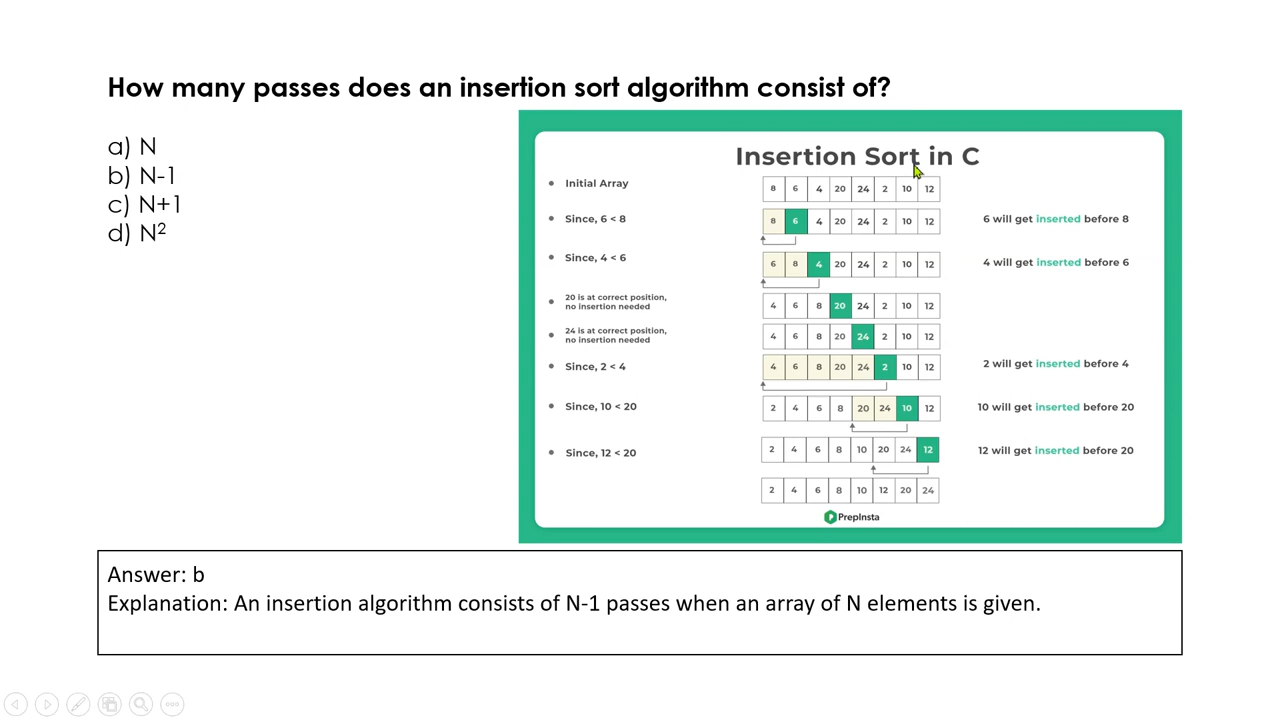 How many passes does an insertion sort algorithm consist of?
a) N
b) N-1
c) N+1
d) N²
Insertion Sort in C
Initial Array
8 6 4 20 24 2 10 12
Since, 6 < 8
8 6 4 20 24 2 10 12
6 will get inserted before 8
Since, 4 < 6
6 8 4 20 24 2 10 12
4 will get inserted before 6
20 is at correct position,
no insertion needed
4 6 8 20 24 2 10 12
24 is at correct position,
no insertion needed
4 6 8 20 24 2 10 12
Since, 2 < 4
4 6 8 20 24 2 10 12
2 will get inserted before 4
Since, 10 < 20
2 4 6 8 20 24 10 12
10 will get inserted before 20
Since, 12 < 20
2 4 6 8 10 20 24 12
12 will get inserted before 20
2 4 6 8 10 12 20 24
PrepInsta
Answer: b
Explanation: An insertion algorithm consists of N-1 passes when an array of N elements is given.